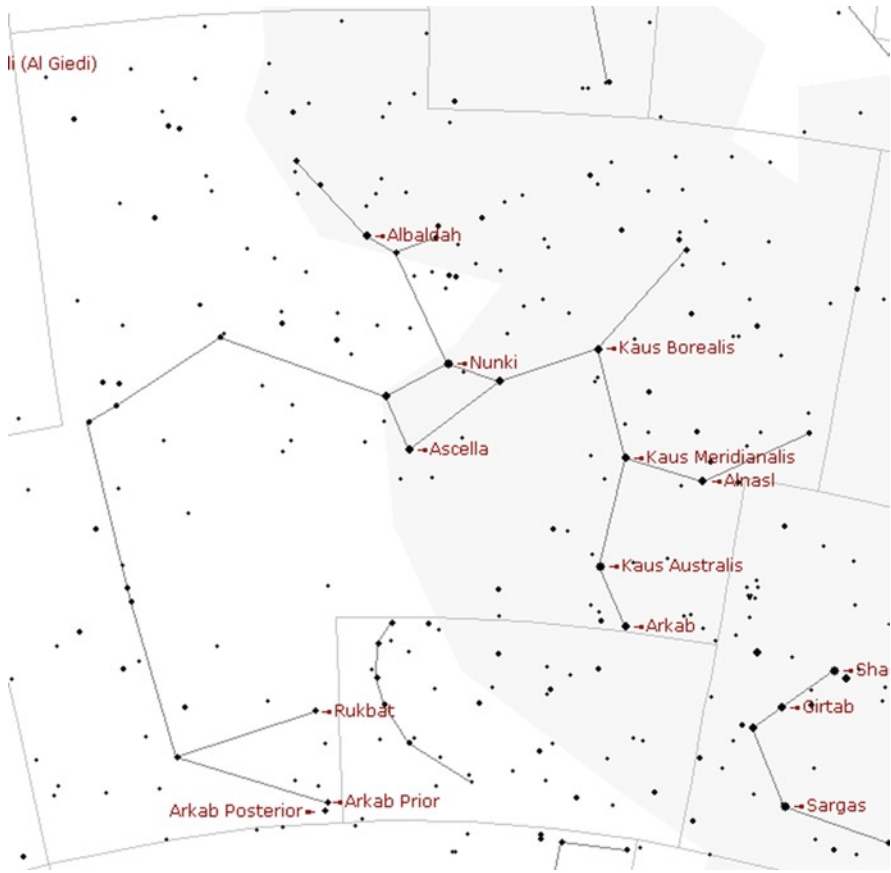 li (Al Giedi)
Albaldah
Nunki
Kaus Borealis
Ascella
Kaus Meridianalis
Alnasl
Kaus Australis
Arkab
Sha
Girtab
Rukbat
Arkab Prior
Arkab Posterior
Sargas